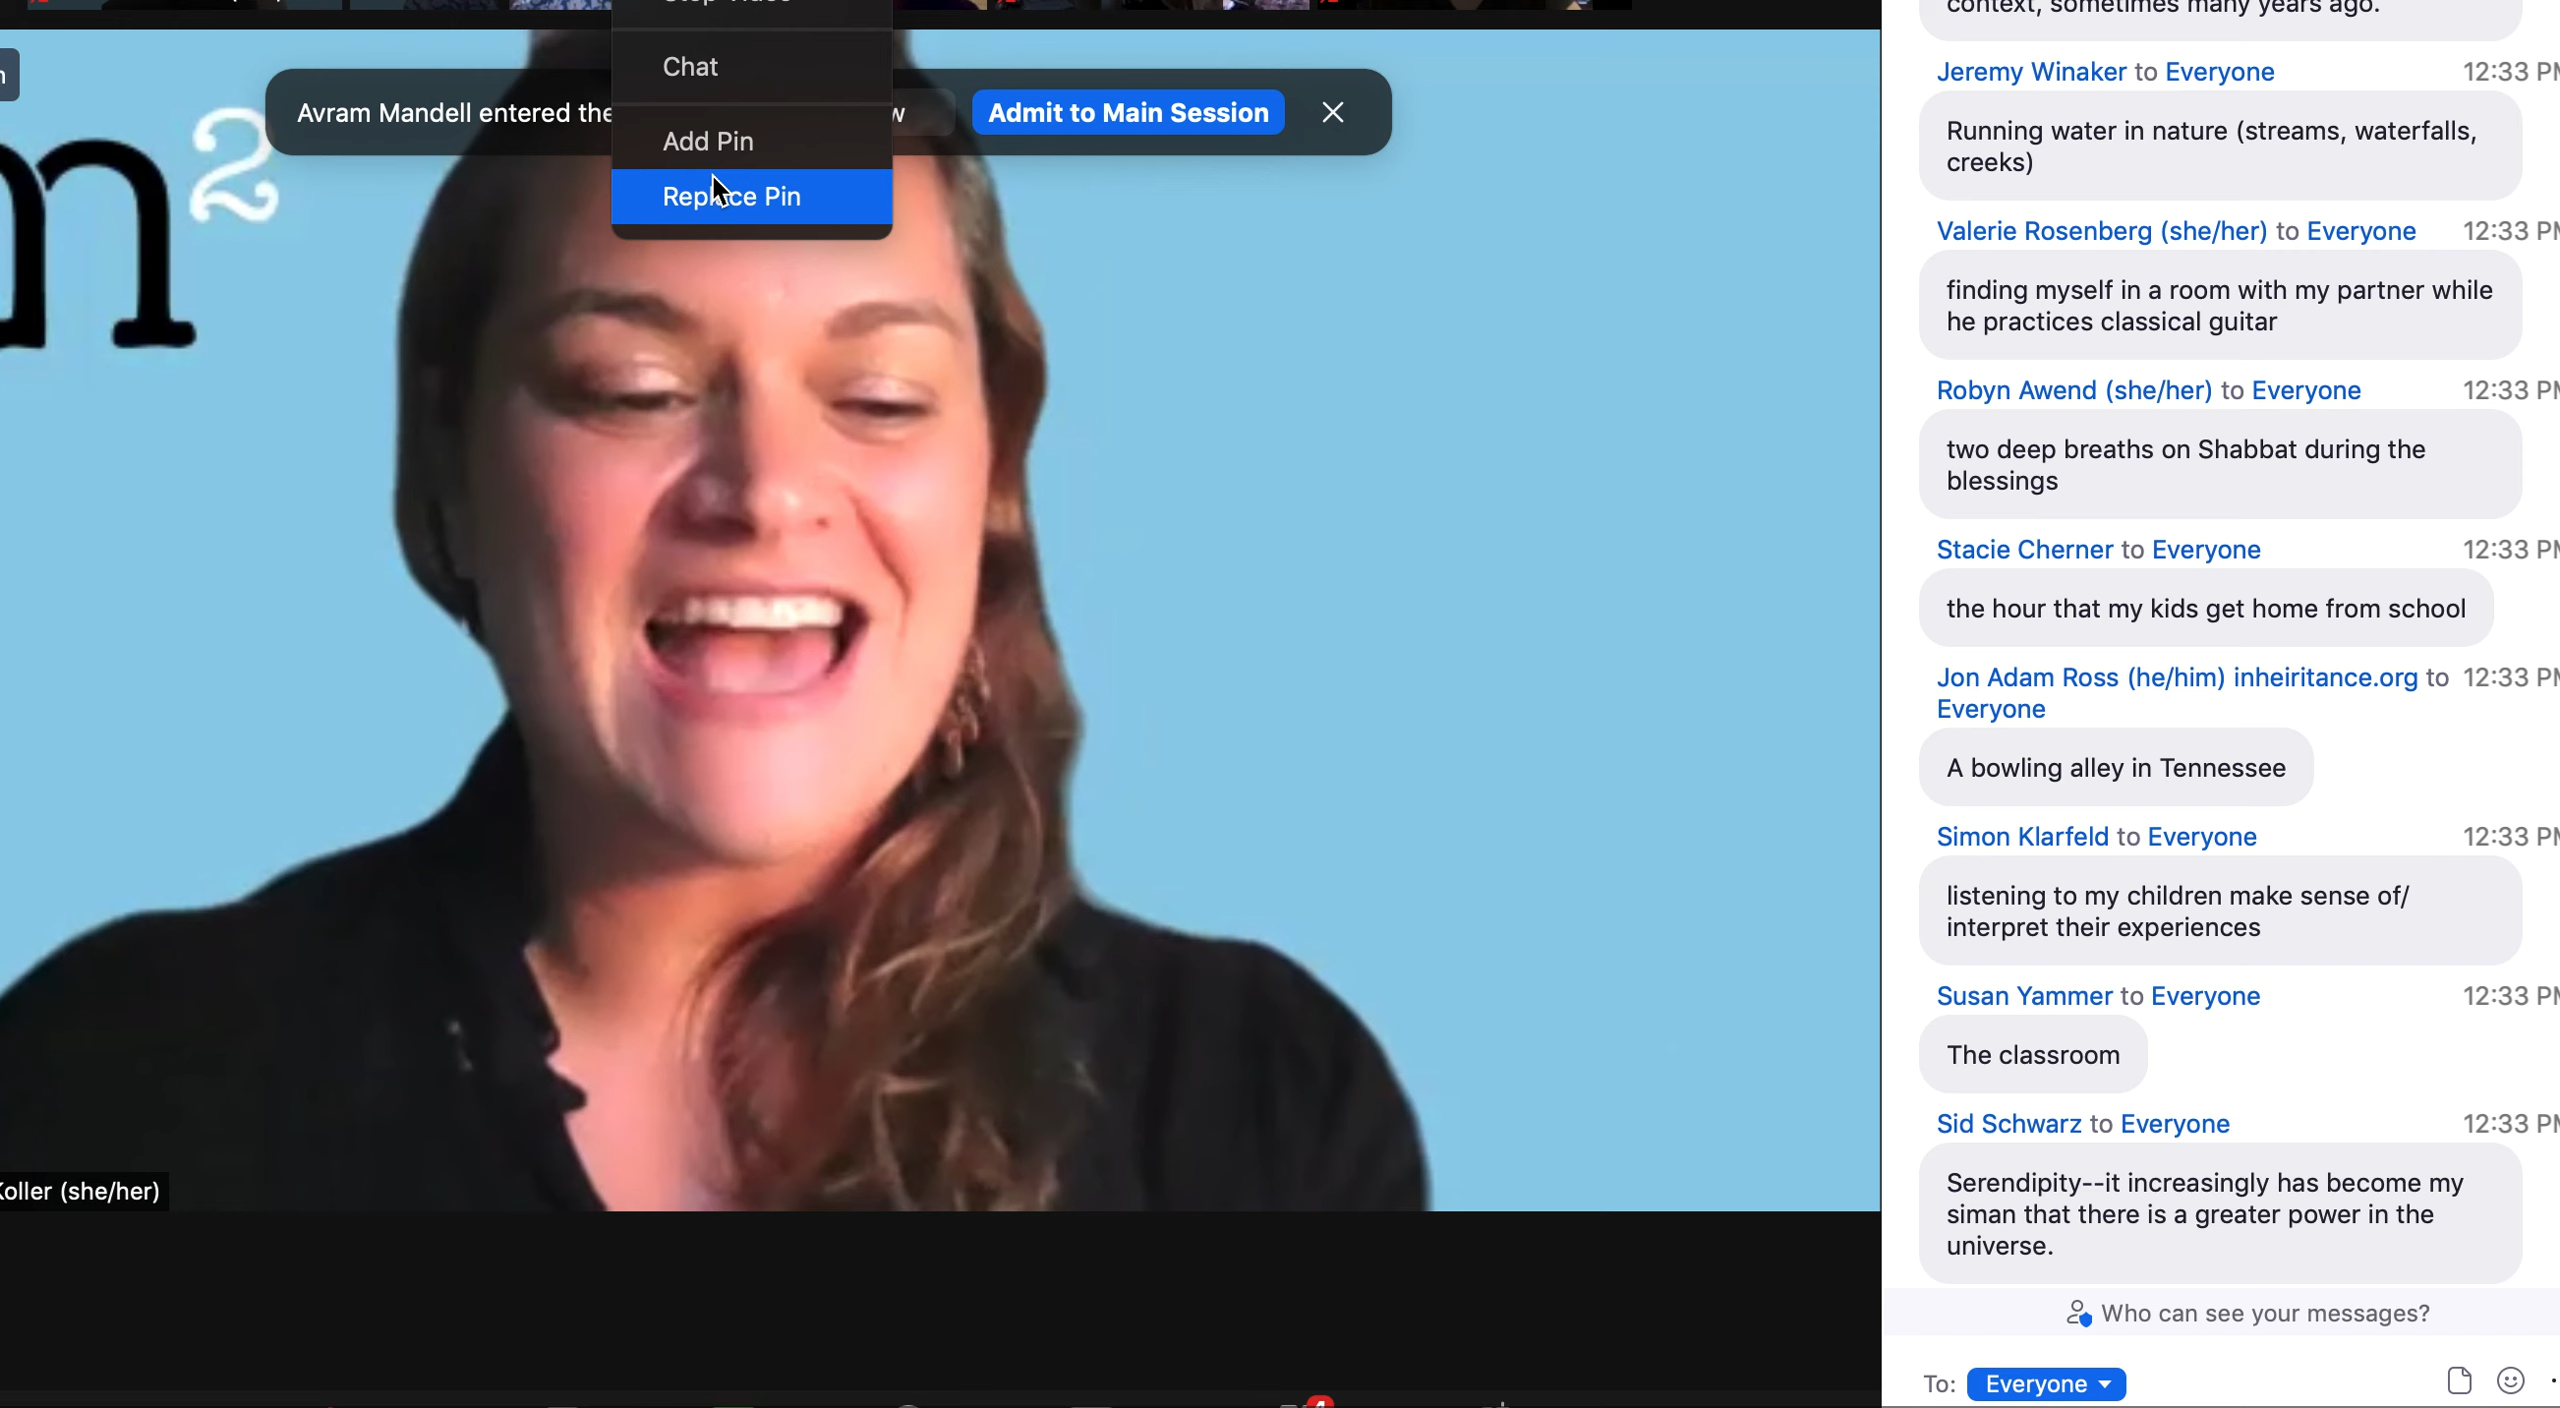 Chat
Avram Mandell entered the
Admit to Main Session
Add Pin
Replace Pin
m²
Koller (she/her)
context, sometimes many years ago.
Jeremy Winaker to Everyone 12:33 PM
Running water in nature (streams, waterfalls,
creeks)
Valerie Rosenberg (she/her) to Everyone 12:33 PM
finding myself in a room with my partner while
he practices classical guitar
Robyn Awend (she/her) to Everyone 12:33 PM
two deep breaths on Shabbat during the
blessings
Stacie Cherner to Everyone 12:33 PM
the hour that my kids get home from school
Jon Adam Ross (he/him) inheiritance.org to 12:33 PM
Everyone
A bowling alley in Tennessee
Simon Klarfeld to Everyone 12:33 PM
listening to my children make sense of/
interpret their experiences
Susan Yammer to Everyone 12:33 PM
The classroom
Sid Schwarz to Everyone 12:33 PM
Serendipity--it increasingly has become my
siman that there is a greater power in the
universe.
Who can see your messages?
To: Everyone